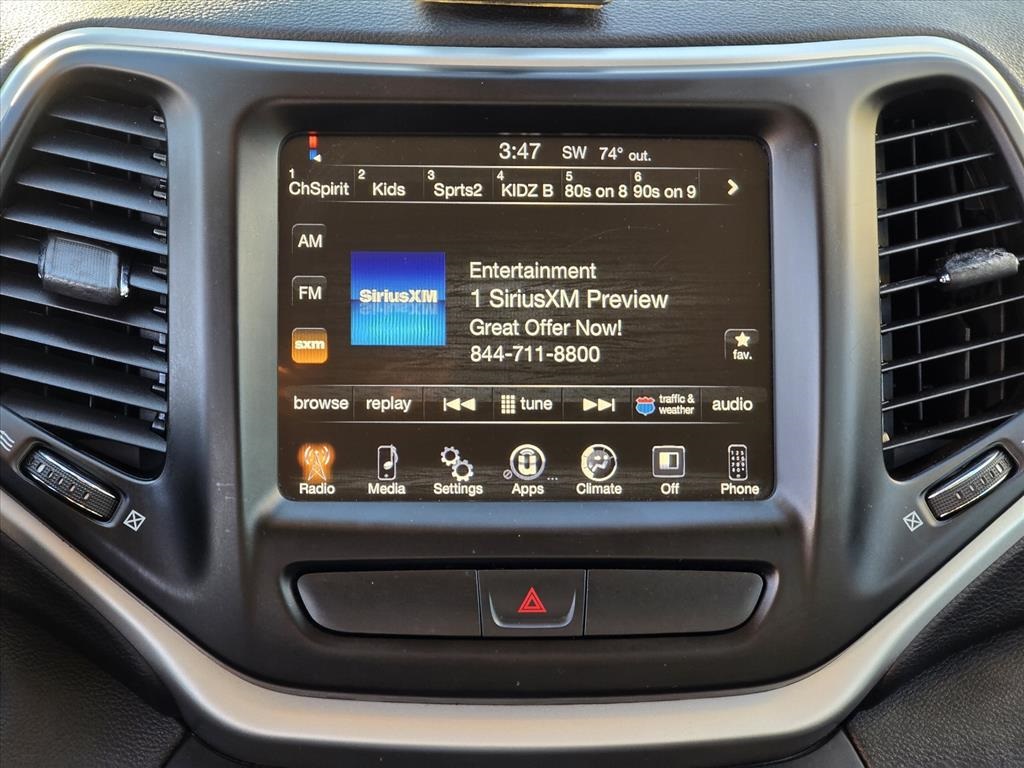 3:47 SW 74° out.
1 ChSpirit 2 Kids 3 Sprts2 4 KIDZ B 5 80s on 8 6 90s on 9
AM
FM
sxm
SiriusXM
Entertainment
1 SiriusXM Preview
Great Offer Now!
844-711-8800
fav.
browse replay tune traffic & weather audio
Radio Media Settings Apps Climate Off Phone